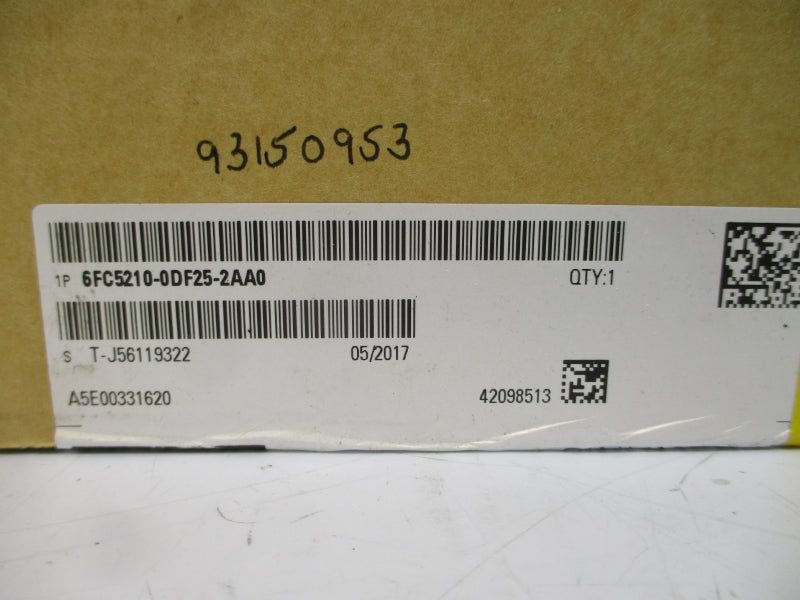 93150953
1P 6FC5210-0DF25-2AA0 QTY:1
S T-J56119322 05/2017
A5E00331620 42098513